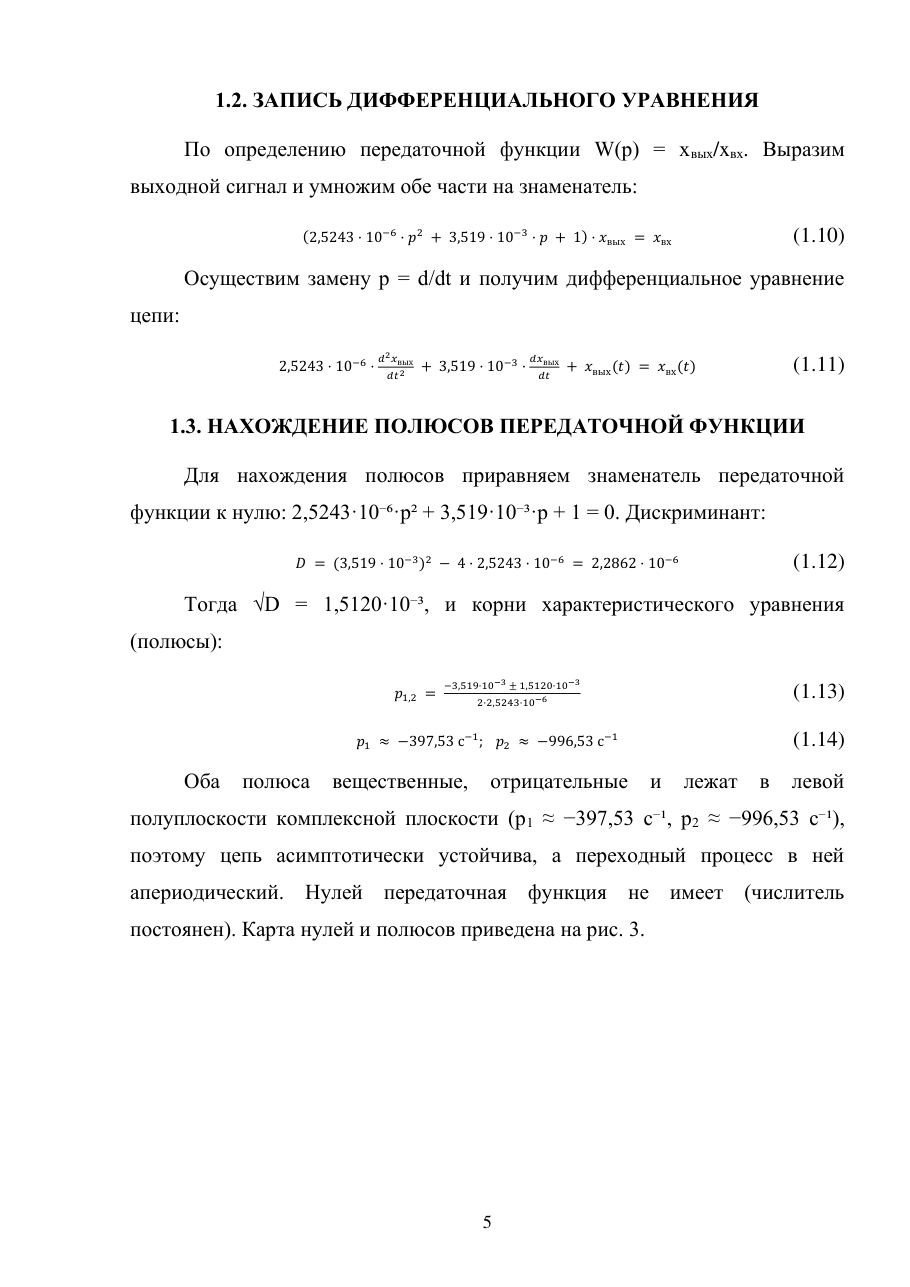 1.2. ЗАПИСЬ ДИФФЕРЕНЦИАЛЬНОГО УРАВНЕНИЯ
По определению передаточной функции W(p) = xвых/xвх. Выразим
выходной сигнал и умножим обе части на знаменатель:
(2,5243 · 10⁻⁶ · p² + 3,519 · 10⁻³ · p + 1) · xвых = xвх (1.10)
Осуществим замену p = d/dt и получим дифференциальное уравнение
цепи:
2,5243 · 10⁻⁶ · d²xвых/dt² + 3,519 · 10⁻³ · dxвых/dt + xвых(t) = xвх(t) (1.11)
1.3. НАХОЖДЕНИЕ ПОЛЮСОВ ПЕРЕДАТОЧНОЙ ФУНКЦИИ
Для нахождения полюсов приравняем знаменатель передаточной
функции к нулю: 2,5243·10⁻⁶·p² + 3,519·10⁻³·p + 1 = 0. Дискриминант:
D = (3,519 · 10⁻³)² − 4 · 2,5243 · 10⁻⁶ = 2,2862 · 10⁻⁶ (1.12)
Тогда √D = 1,5120·10⁻³, и корни характеристического уравнения
(полюсы):
p₁,₂ = −3,519·10⁻³ ± 1,5120·10⁻³ / 2·2,5243·10⁻⁶ (1.13)
p₁ ≈ −397,53 с⁻¹; p₂ ≈ −996,53 с⁻¹ (1.14)
Оба полюса вещественные, отрицательные и лежат в левой
полуплоскости комплексной плоскости (p₁ ≈ −397,53 с⁻¹, p₂ ≈ −996,53 с⁻¹),
поэтому цепь асимптотически устойчива, а переходный процесс в ней
апериодический. Нулей передаточная функция не имеет (числитель
постоянен). Карта нулей и полюсов приведена на рис. 3.
5